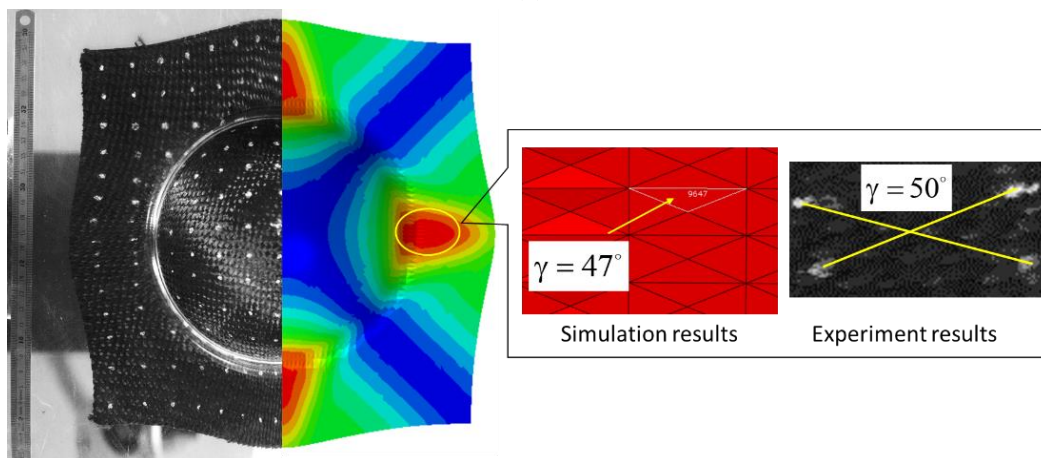 9647
γ = 47°
γ = 50°
Simulation results
Experiment results